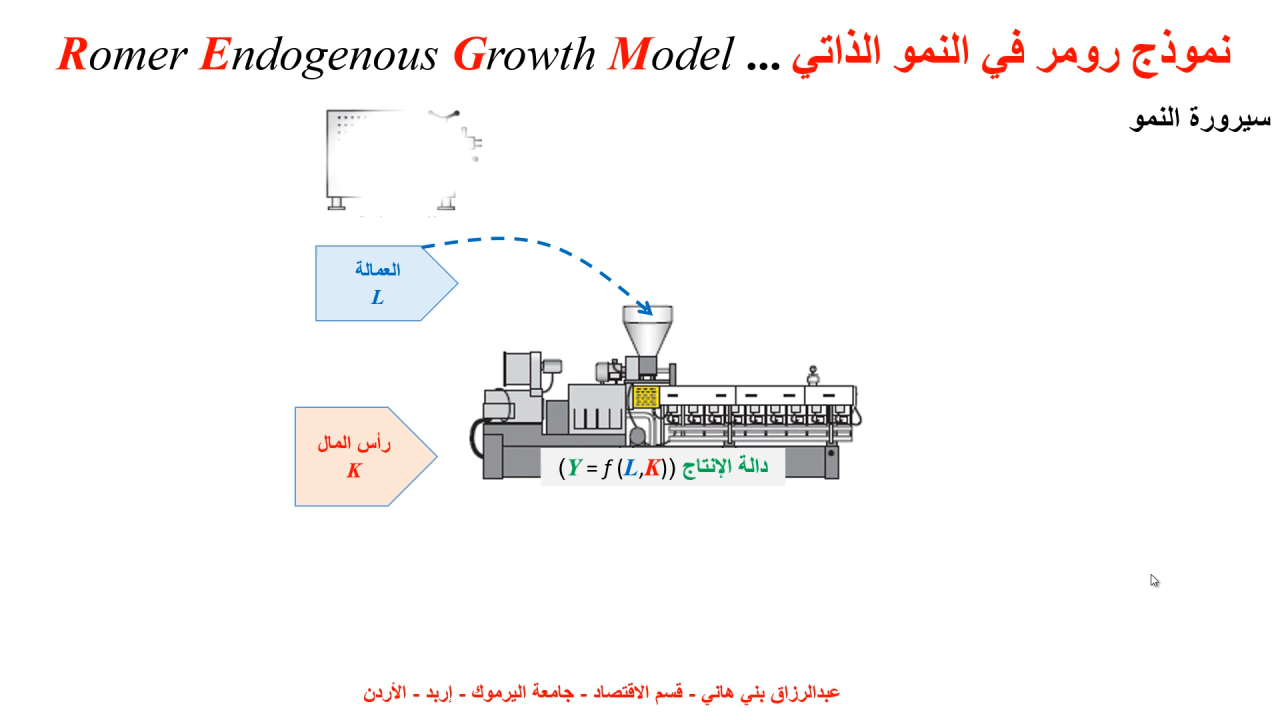 Romer Endogenous Growth Model ... نموذج رومر في النمو الذاتي
سيرورة النمو
العمالة
L
رأس المال
K
دالة الإنتاج (Y = f (L,K))
عبدالرزاق بني هاني - قسم الاقتصاد - جامعة اليرموك - إربد - الأردن